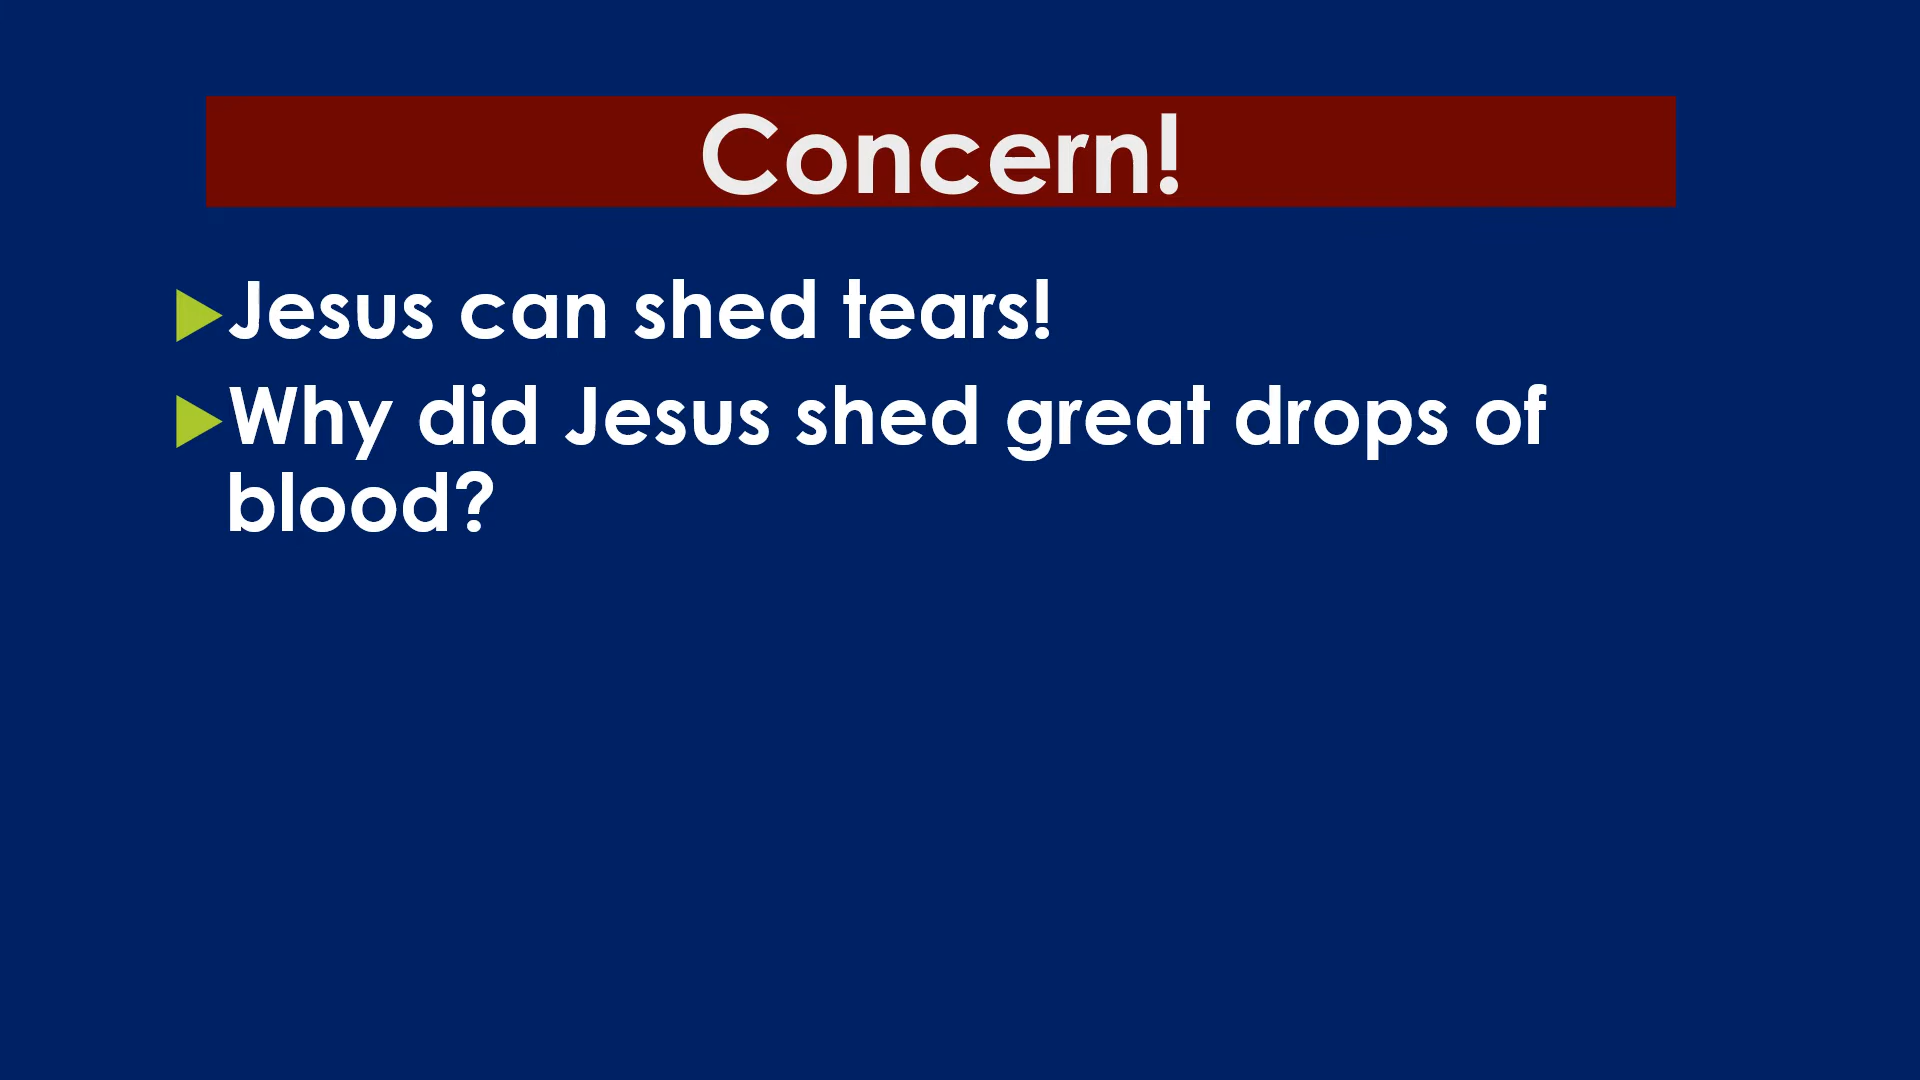 Concern!
Jesus can shed tears!
Why did Jesus shed great drops of
blood?